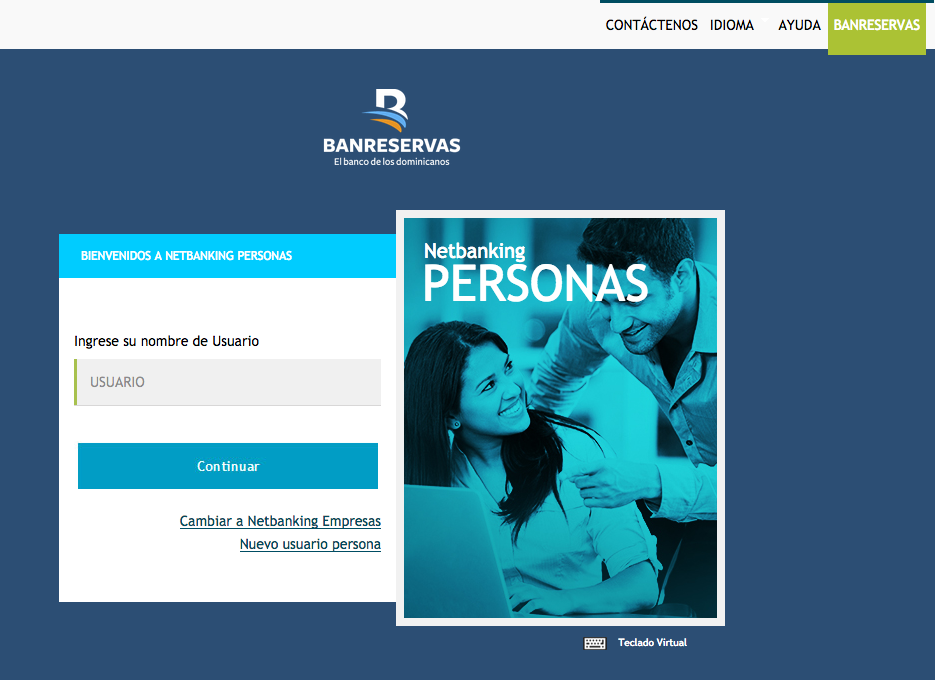 CONTÁCTENOS IDIOMA AYUDA BANRESERVAS
BANRESERVAS
El banco de los dominicanos
BIENVENIDOS A NETBANKING PERSONAS
Netbanking
PERSONAS
Ingrese su nombre de Usuario
USUARIO
Continuar
Cambiar a Netbanking Empresas
Nuevo usuario persona
Teclado Virtual